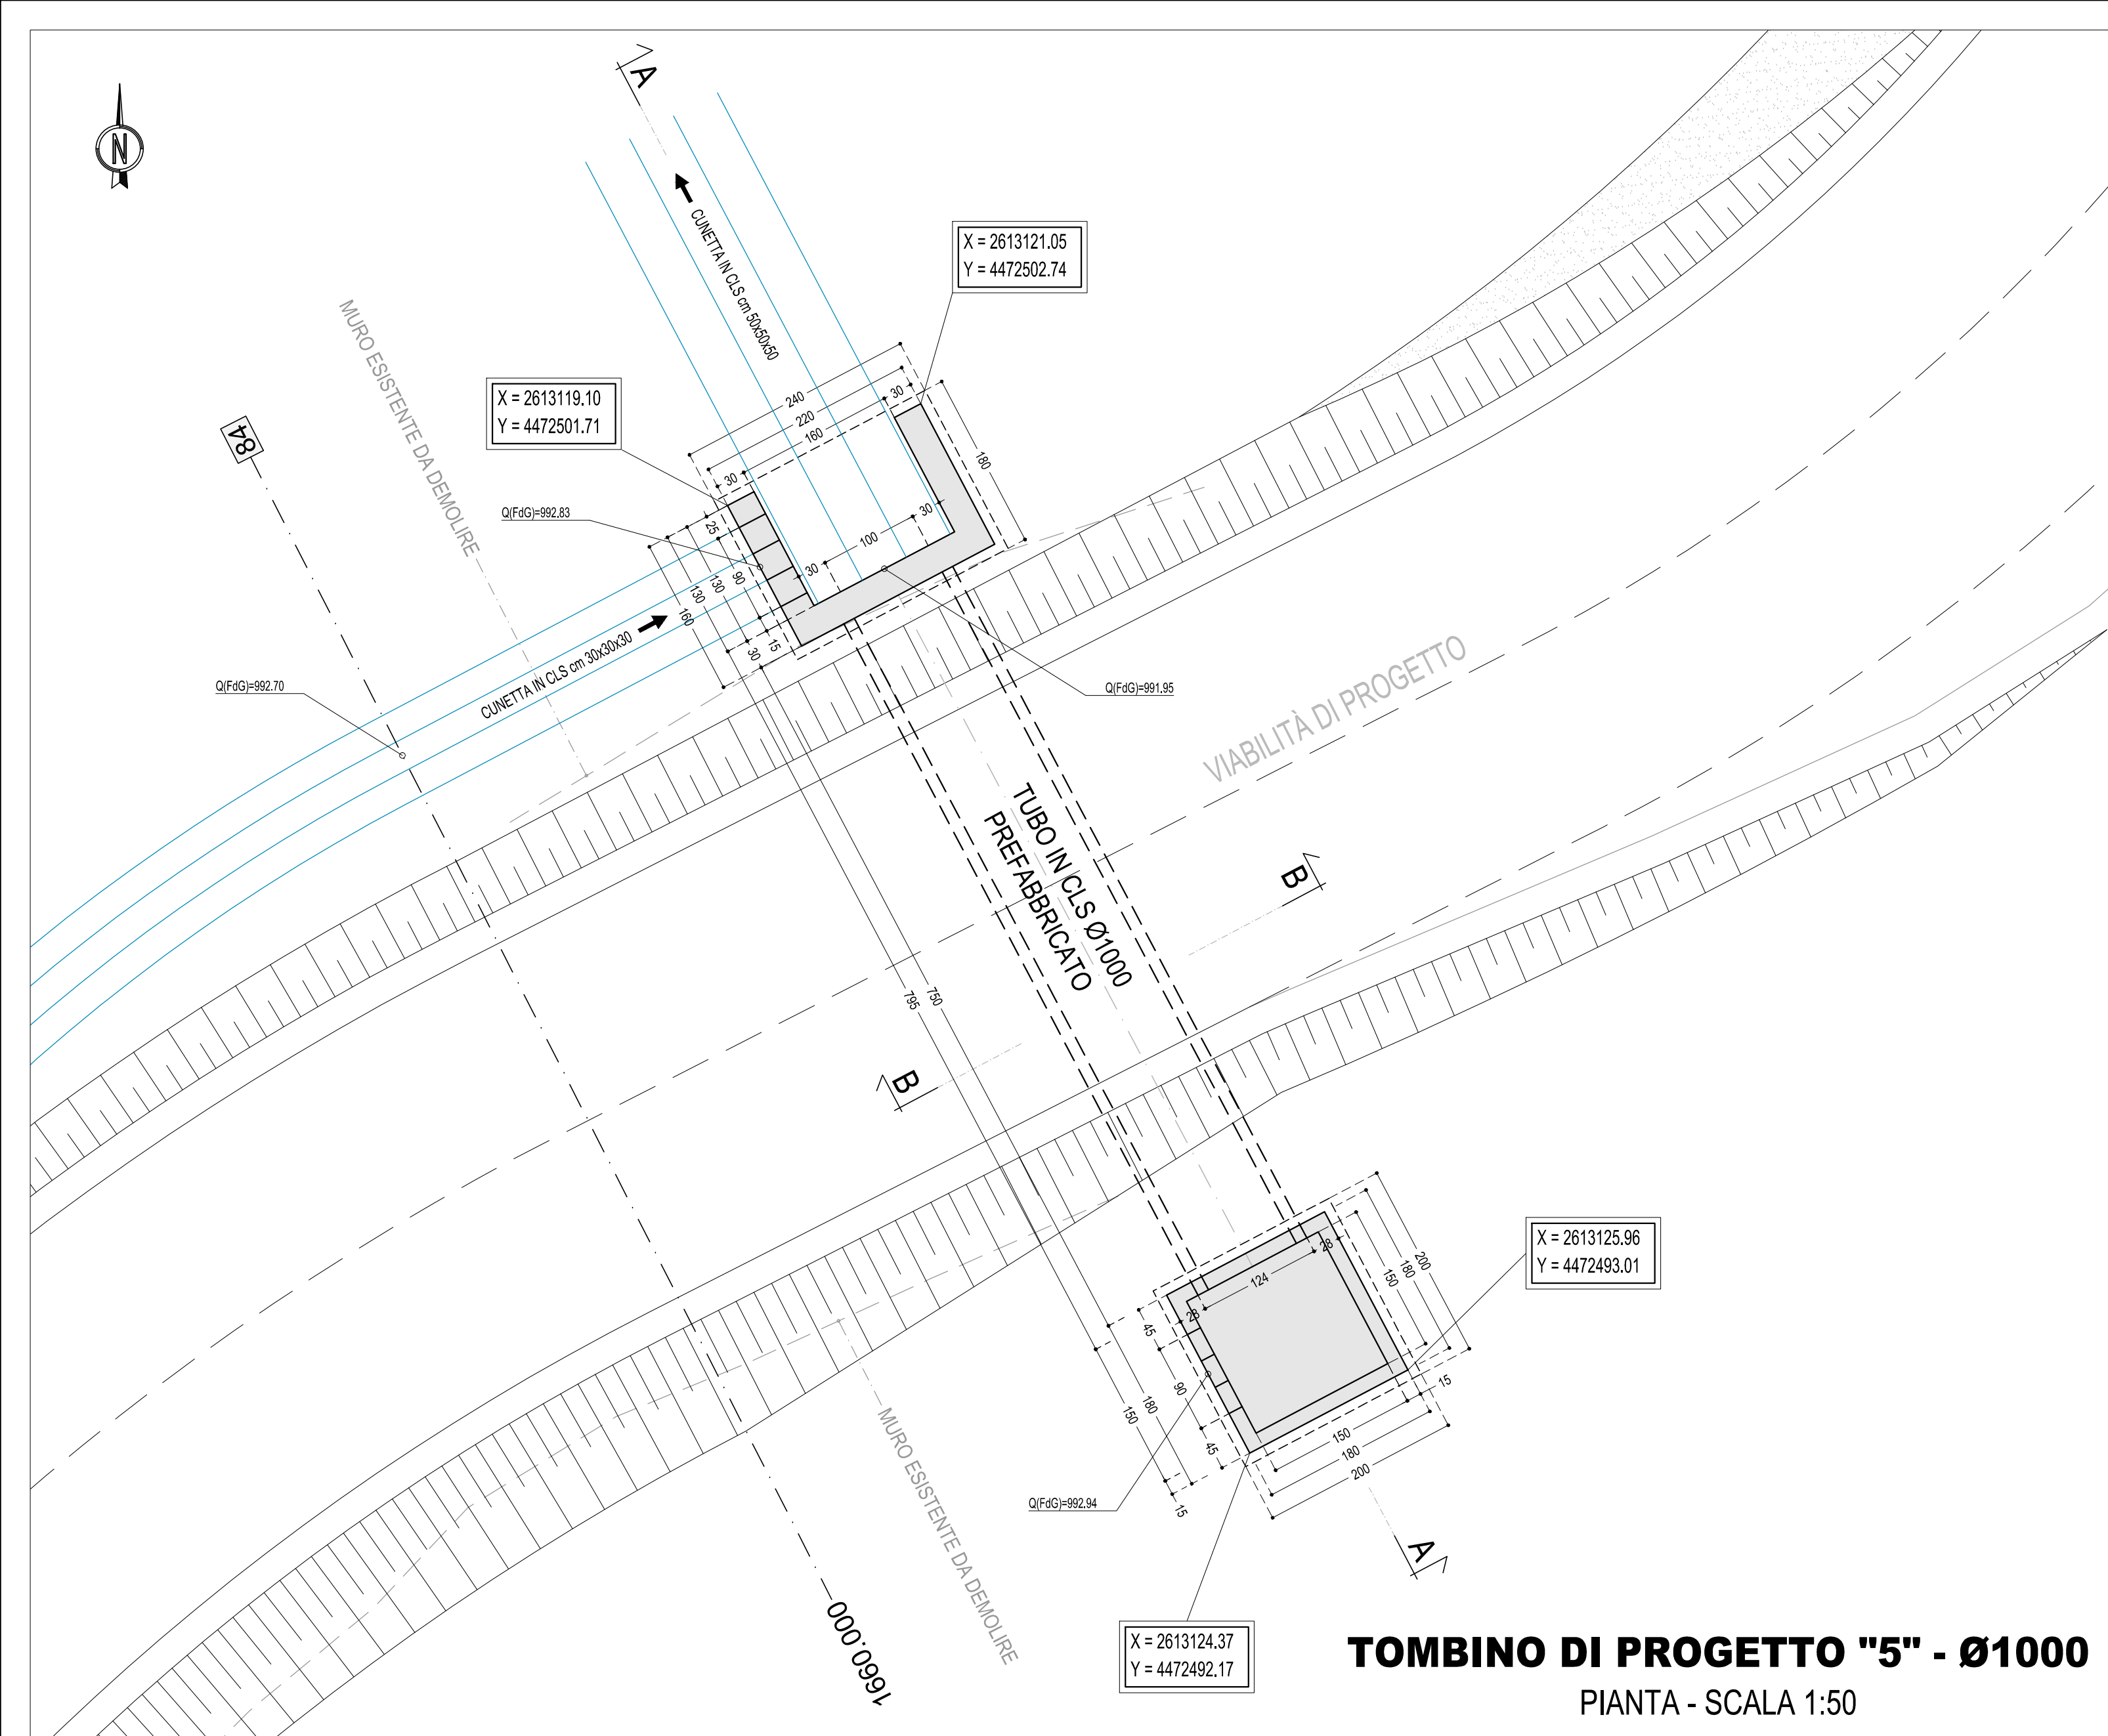 N
A
CUNETTA IN CLS cm 50x50x50
X = 2613121.05
Y = 4472502.74
MURO ESISTENTE DA DEMOLIRE
X = 2613119.10
Y = 4472501.71
84
240
220
160
30
30
180
Q(FdG)=992.83
25
30
100
30
90
130
130
160
15
30
CUNETTA IN CLS cm 30x30x30
Q(FdG)=992.70
Q(FdG)=991.95
VIABILITÀ DI PROGETTO
TUBO IN CLS Ø1000
PREFABBRICATO
B
795
750
B
X = 2613125.96
Y = 4472493.01
28
124
28
200
180
150
45
90
45
180
150
15
15
150
180
200
Q(FdG)=992.94
MURO ESISTENTE DA DEMOLIRE
A
1660.000
X = 2613124.37
Y = 4472492.17
TOMBINO DI PROGETTO "5" - Ø1000
PIANTA - SCALA 1:50